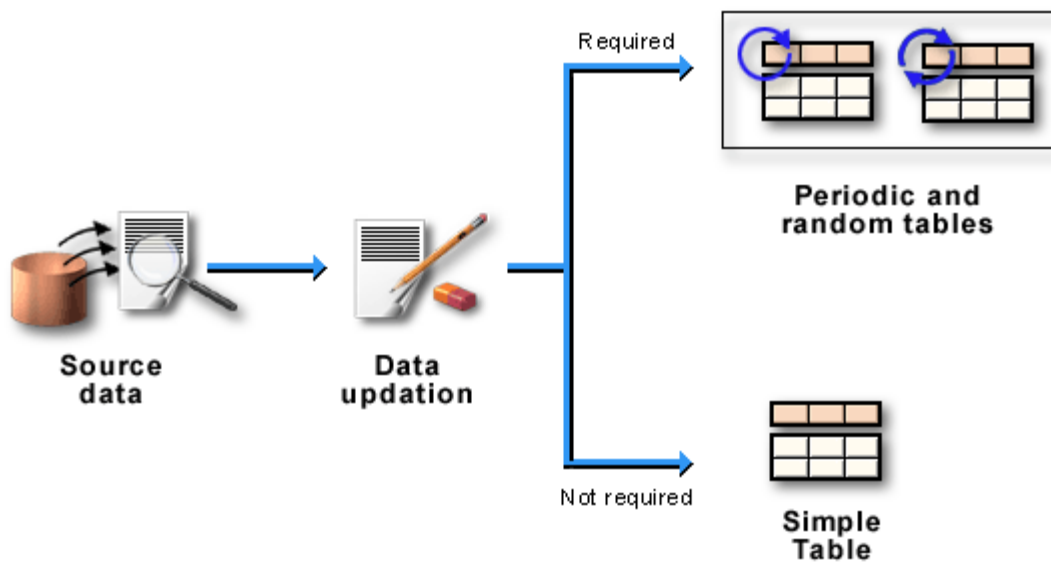 Required
Periodic and
random tables
Source
data
Data
updation
Not required
Simple
Table